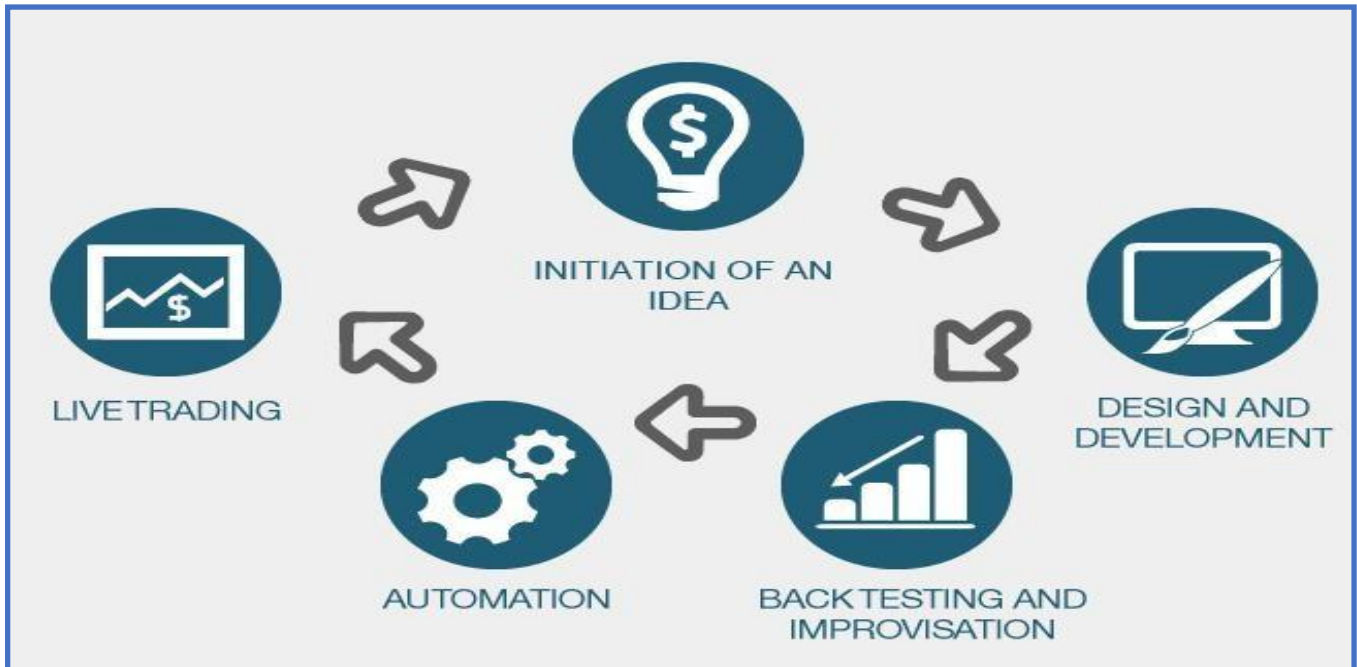 $
INITIATION OF AN
IDEA
$
LIVE TRADING
DESIGN AND
DEVELOPMENT
AUTOMATION
BACK TESTING AND
IMPROVISATION